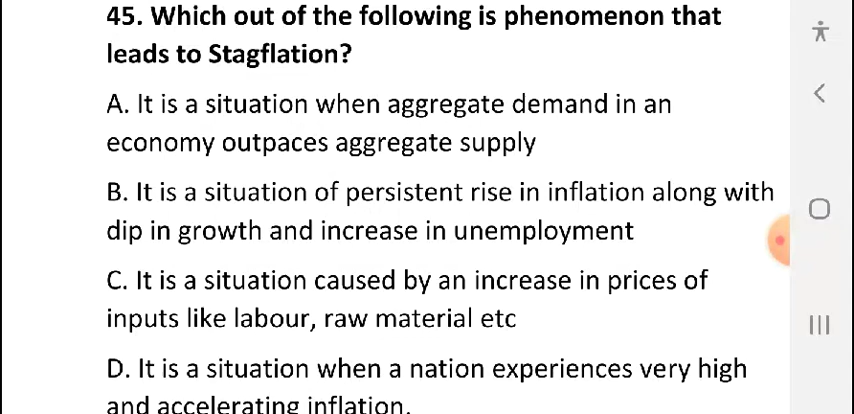 45. Which out of the following is phenomenon that
leads to Stagflation?
A. It is a situation when aggregate demand in an
economy outpaces aggregate supply
B. It is a situation of persistent rise in inflation along with
dip in growth and increase in unemployment
C. It is a situation caused by an increase in prices of
inputs like labour, raw material etc
D. It is a situation when a nation experiences very high
and accelerating inflation.